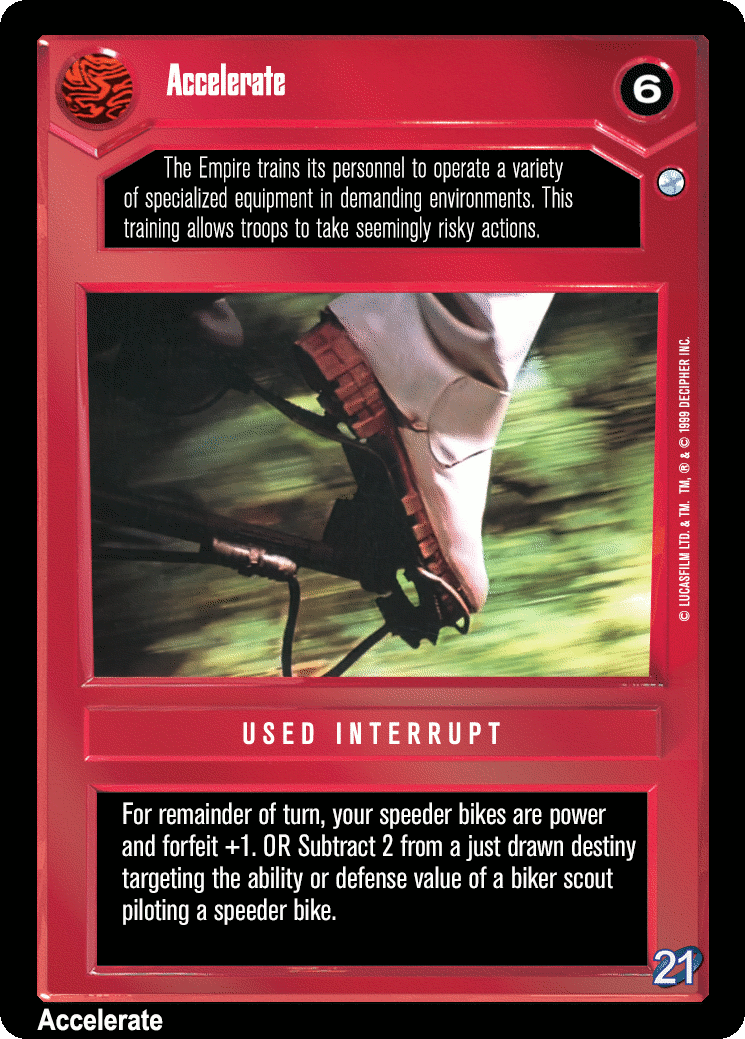 Accelerate
6
The Empire trains its personnel to operate a variety
of specialized equipment in demanding environments. This
training allows troops to take seemingly risky actions.
© LUCASFILM LTD. & TM. TM, ® & © 1999 DECIPHER INC.
USED INTERRUPT
For remainder of turn, your speeder bikes are power
and forfeit +1. OR Subtract 2 from a just drawn destiny
targeting the ability or defense value of a biker scout
piloting a speeder bike.
21
Accelerate